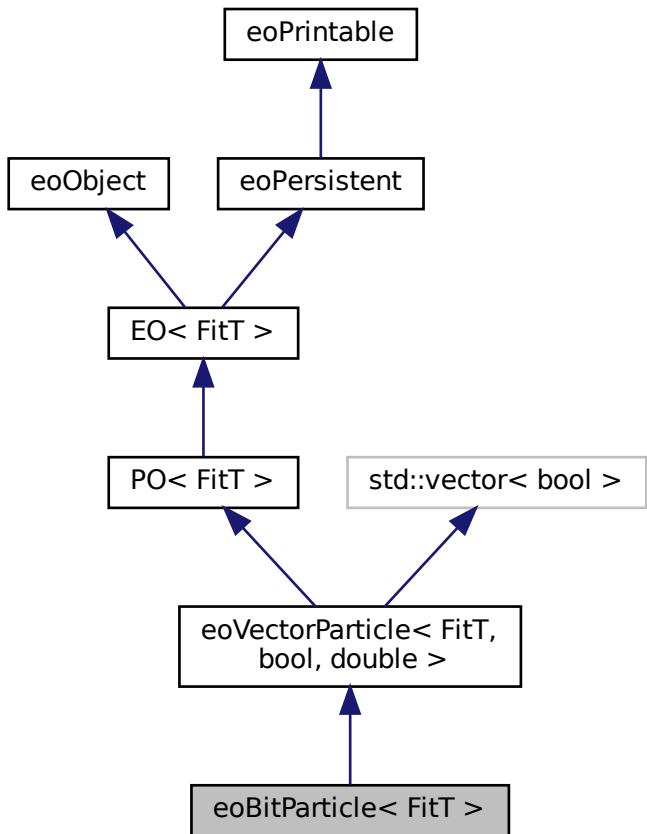 eoPrintable
eoObject
eoPersistent
EO< FitT >
PO< FitT >
std::vector< bool >
eoVectorParticle< FitT,
bool, double >
eoBitParticle< FitT >